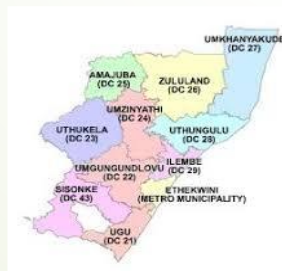 UMKHANYAKUDE
(DC 27)
AMAJUBA
(DC 25)
ZULULAND
(DC 26)
UMZINYATHI
(DC 24)
UTHUKELA
(DC 23)
UTHUNGULU
(DC 28)
ILEMBE
(DC 29)
UMGUNGUNDLOVU
(DC 22)
SISONKE
(DC 43)
ETHEKWINI
(METRO MUNICIPALITY)
UGU
(DC 21)